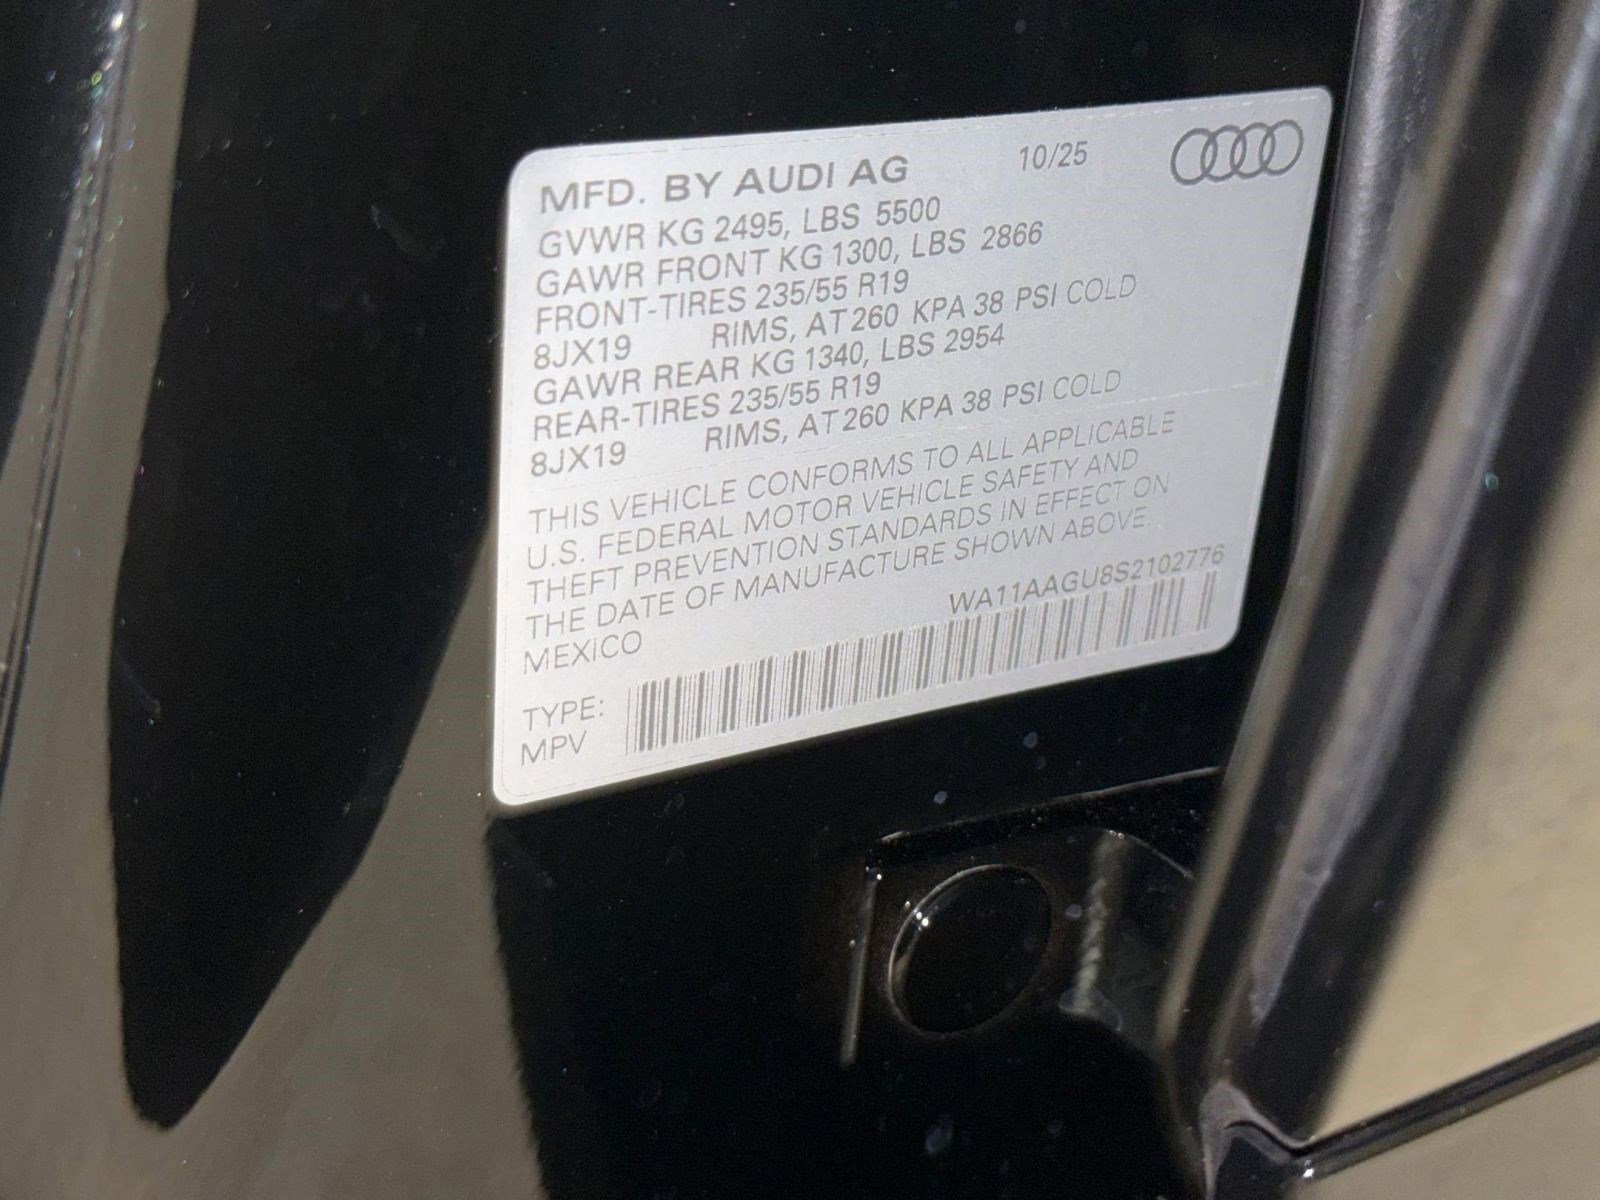 MFD. BY AUDI AG 10/25
GVWR KG 2495, LBS 5500
GAWR FRONT KG 1300, LBS 2866
FRONT-TIRES 235/55 R19
8JX19 RIMS, AT 260 KPA 38 PSI COLD
GAWR REAR KG 1340, LBS 2954
REAR-TIRES 235/55 R19
8JX19 RIMS, AT 260 KPA 38 PSI COLD
THIS VEHICLE CONFORMS TO ALL APPLICABLE
U.S. FEDERAL MOTOR VEHICLE SAFETY AND
THEFT PREVENTION STANDARDS IN EFFECT ON
THE DATE OF MANUFACTURE SHOWN ABOVE.
MEXICO WA11AAGU8S2102776
TYPE:
MPV